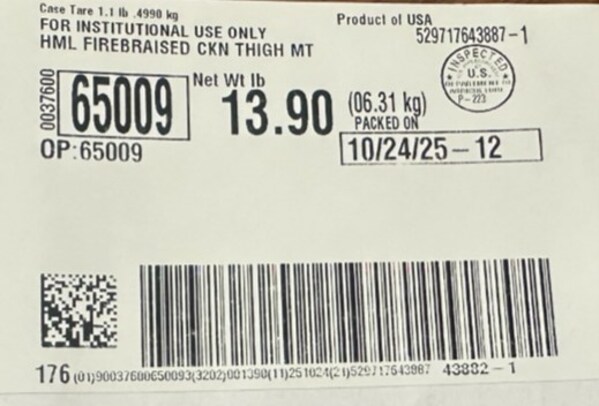 Case Tare 1.1 lb .4990 kg
FOR INSTITUTIONAL USE ONLY
HML FIREBRAISED CKN THIGH MT
Product of USA
529717643887-1
INSPECTED
U.S.
DEPARTMENT OF
P-223
0037600
65009
OP:65009
Net Wt lb
13.90
(06.31 kg)
PACKED ON
10/24/25-12
176 (01)90037600650093(3202)001390(11)251024(21)529717643887 43882-1